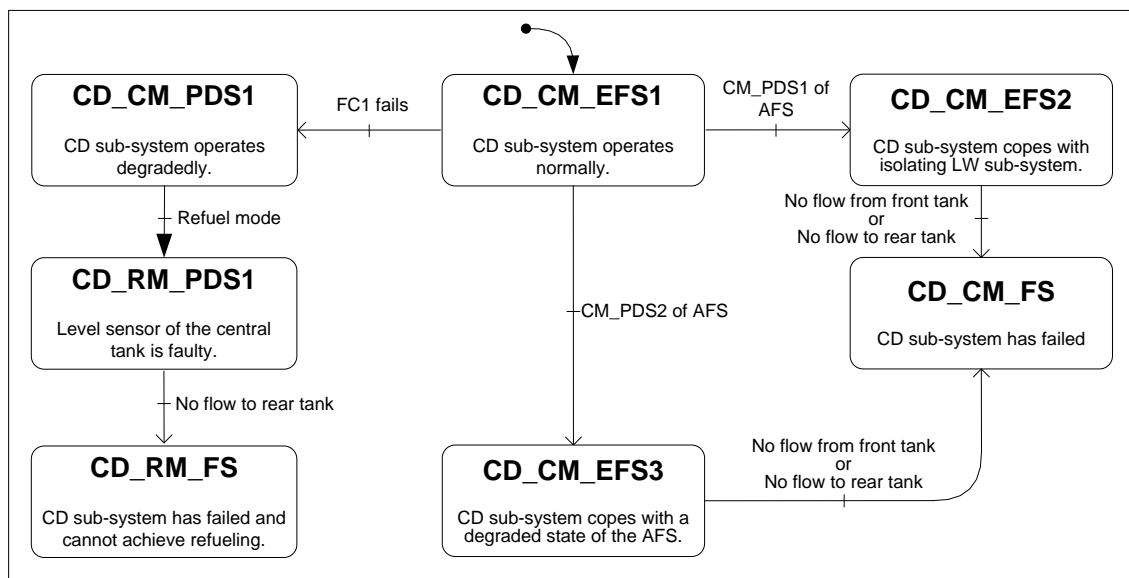 CD_CM_PDS1
CD sub-system operates
degradedly.
FC1 fails
CD_CM_EFS1
CD sub-system operates
normally.
CM_PDS1 of
AFS
CD_CM_EFS2
CD sub-system copes with
isolating LW sub-system.
Refuel mode
No flow from front tank
or
No flow to rear tank
CD_RM_PDS1
Level sensor of the central
tank is faulty.
CM_PDS2 of AFS
CD_CM_FS
CD sub-system has failed
No flow to rear tank
CD_RM_FS
CD sub-system has failed and
cannot achieve refueling.
CD_CM_EFS3
CD sub-system copes with a
degraded state of the AFS.
No flow from front tank
or
No flow to rear tank